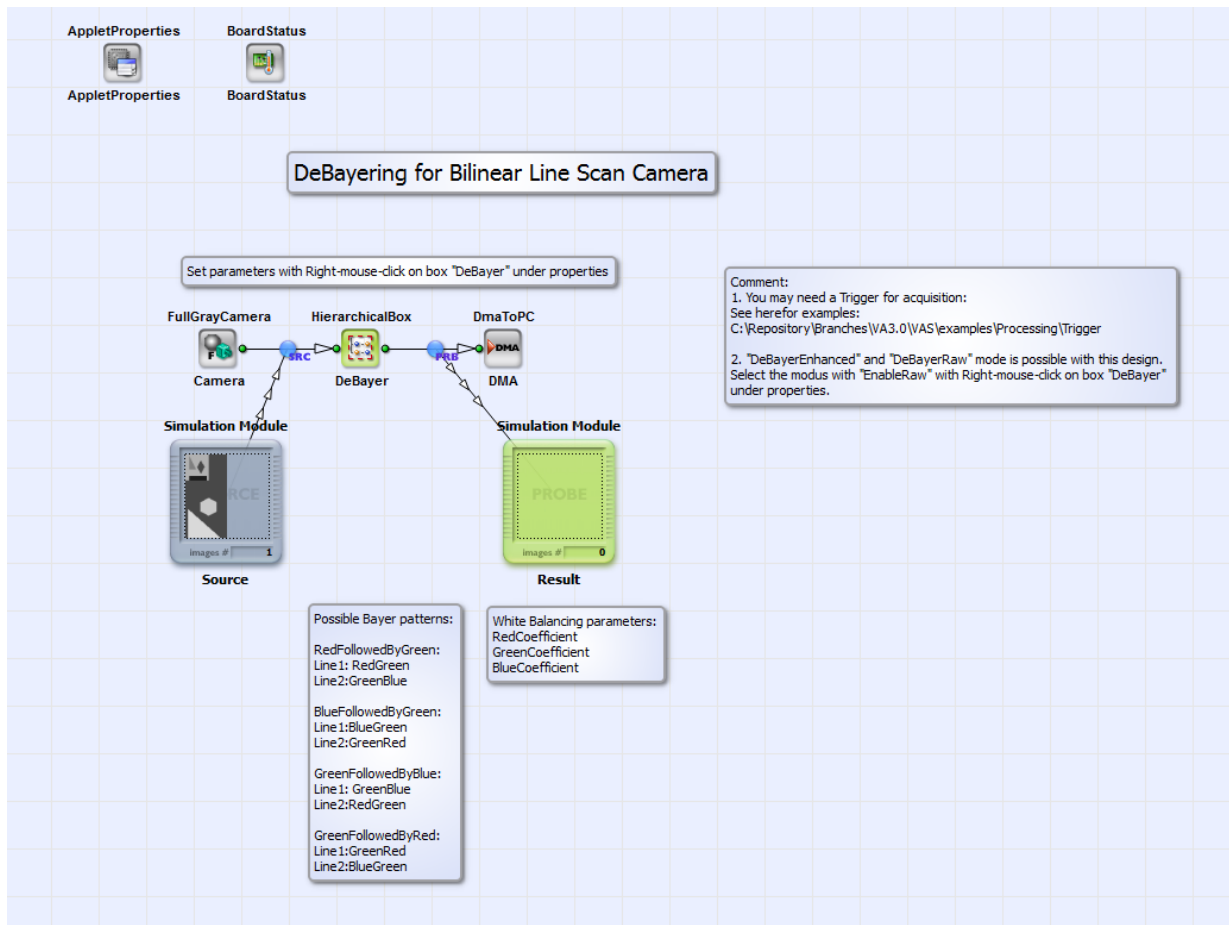 AppletProperties BoardStatus
AppletProperties BoardStatus
DeBayering for Bilinear Line Scan Camera
Set parameters with Right-mouse-click on box "DeBayer" under properties
FullGrayCamera HierarchicalBox DmaToPC
SRC PRB DMA
Camera DeBayer DMA
Comment:
1. You may need a Trigger for acquisition:
See herefor examples:
C:\Repository\Branches\VA3.0\VAS\examples\Processing\Trigger
2. "DeBayerEnhanced" and "DeBayerRaw" mode is possible with this design.
Select the modus with "EnableRaw" with Right-mouse-click on box "DeBayer"
under properties.
Simulation Module Simulation Module
RCE PROBE
images # 1 images # 0
Source Result
Possible Bayer patterns:
RedFollowedByGreen:
Line1: RedGreen
Line2:GreenBlue
BlueFollowedByGreen:
Line1:BlueGreen
Line2:GreenRed
GreenFollowedByBlue:
Line1: GreenBlue
Line2:RedGreen
GreenFollowedByRed:
Line1:GreenRed
Line2:BlueGreen
White Balancing parameters:
RedCoefficient
GreenCoefficient
BlueCoefficient